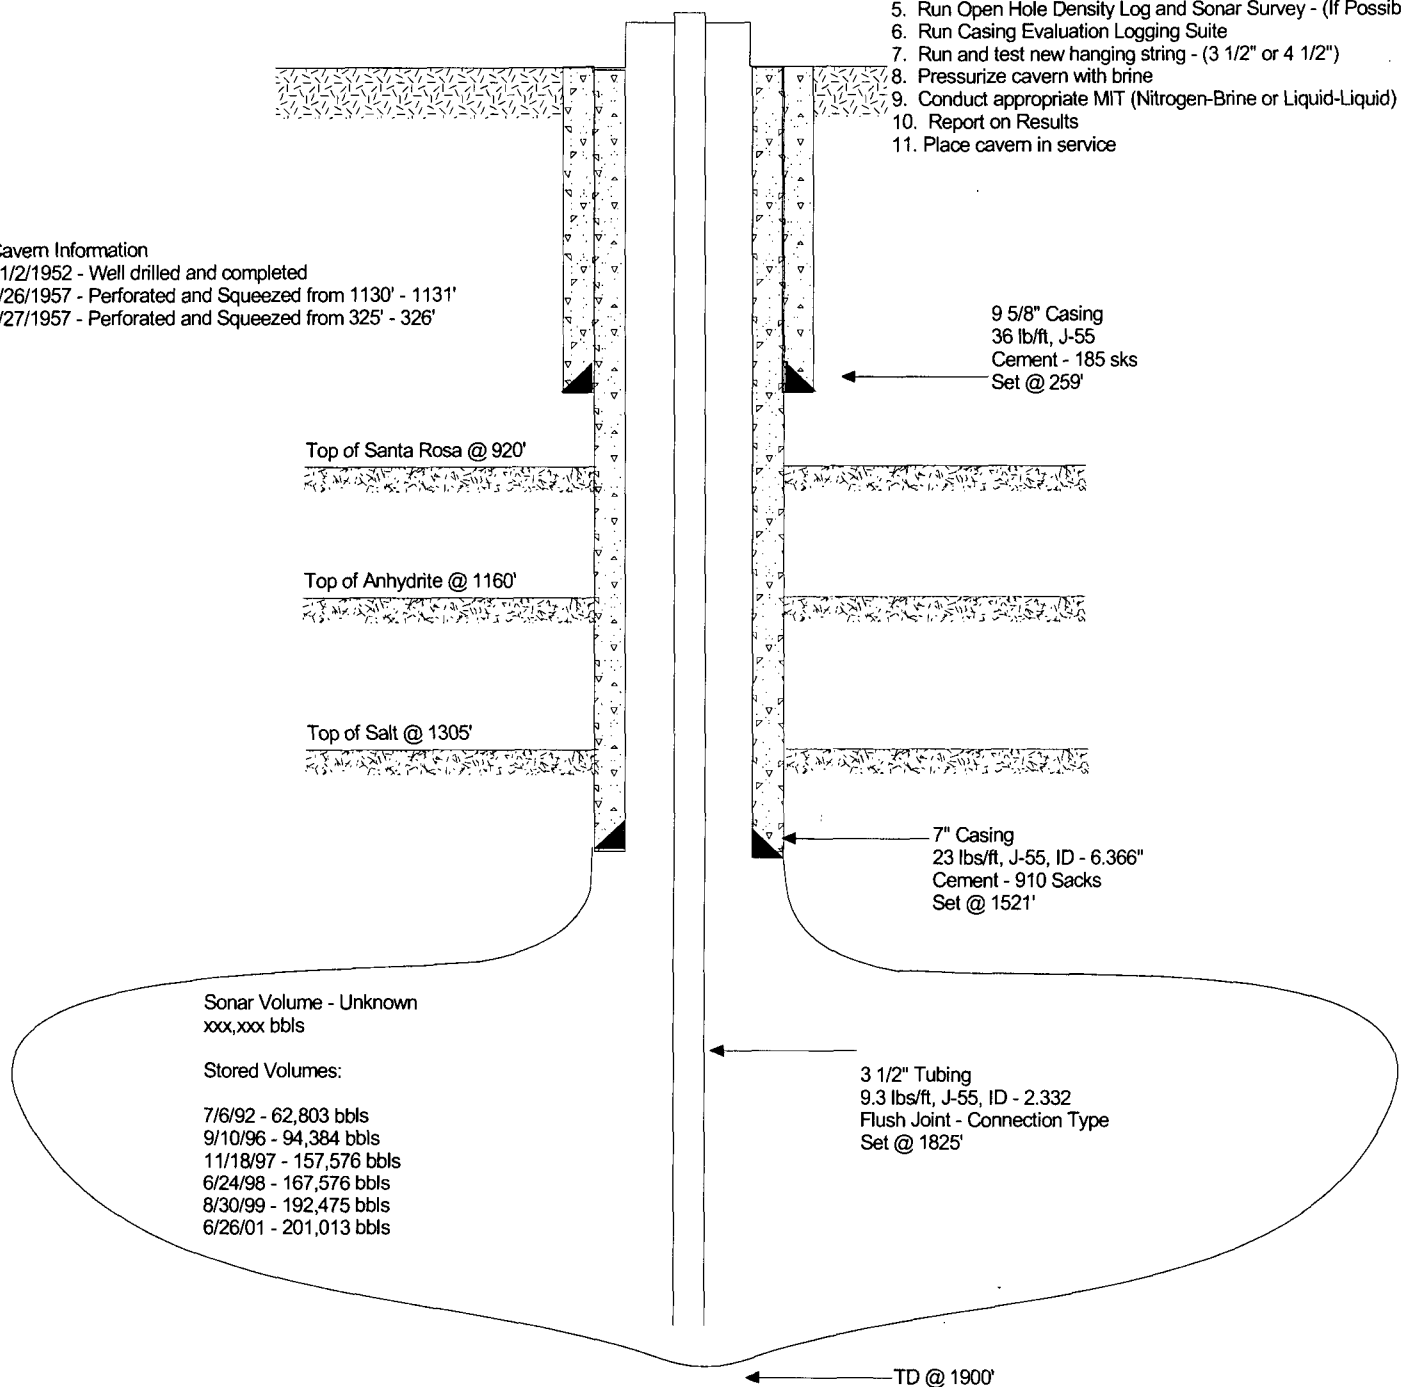 5. Run Open Hole Density Log and Sonar Survey - (If Possib
6. Run Casing Evaluation Logging Suite
7. Run and test new hanging string - (3 1/2" or 4 1/2")
8. Pressurize cavern with brine
9. Conduct appropriate MIT (Nitrogen-Brine or Liquid-Liquid)
10. Report on Results
11. Place cavern in service
Cavern Information
1/2/1952 - Well drilled and completed
/26/1957 - Perforated and Squeezed from 1130' - 1131'
/27/1957 - Perforated and Squeezed from 325' - 326'
9 5/8" Casing
36 lb/ft, J-55
Cement - 185 sks
Set @ 259'
Top of Santa Rosa @ 920'
Top of Anhydrite @ 1160'
Top of Salt @ 1305'
7" Casing
23 lbs/ft, J-55, ID - 6.366"
Cement - 910 Sacks
Set @ 1521'
Sonar Volume - Unknown
xxx,xxx bbls
Stored Volumes:
7/6/92 - 62,803 bbls
9/10/96 - 94,384 bbls
11/18/97 - 157,576 bbls
6/24/98 - 167,576 bbls
8/30/99 - 192,475 bbls
6/26/01 - 201,013 bbls
3 1/2" Tubing
9.3 lbs/ft, J-55, ID - 2.332
Flush Joint - Connection Type
Set @ 1825'
TD @ 1900'